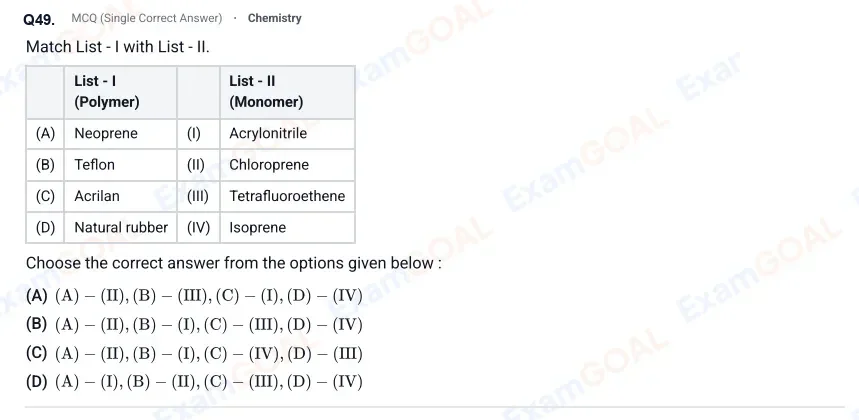 Q49. MCQ (Single Correct Answer) · Chemistry
Match List - I with List - II.
List - I (Polymer) List - II (Monomer)
(A) Neoprene (I) Acrylonitrile
(B) Teflon (II) Chloroprene
(C) Acrilan (III) Tetrafluoroethene
(D) Natural rubber (IV) Isoprene
Choose the correct answer from the options given below :
(A) (A) – (II), (B) – (III), (C) – (I), (D) – (IV)
(B) (A) – (II), (B) – (I), (C) – (III), (D) – (IV)
(C) (A) – (II), (B) – (I), (C) – (IV), (D) – (III)
(D) (A) – (I), (B) – (II), (C) – (III), (D) – (IV)
ExamGOAL